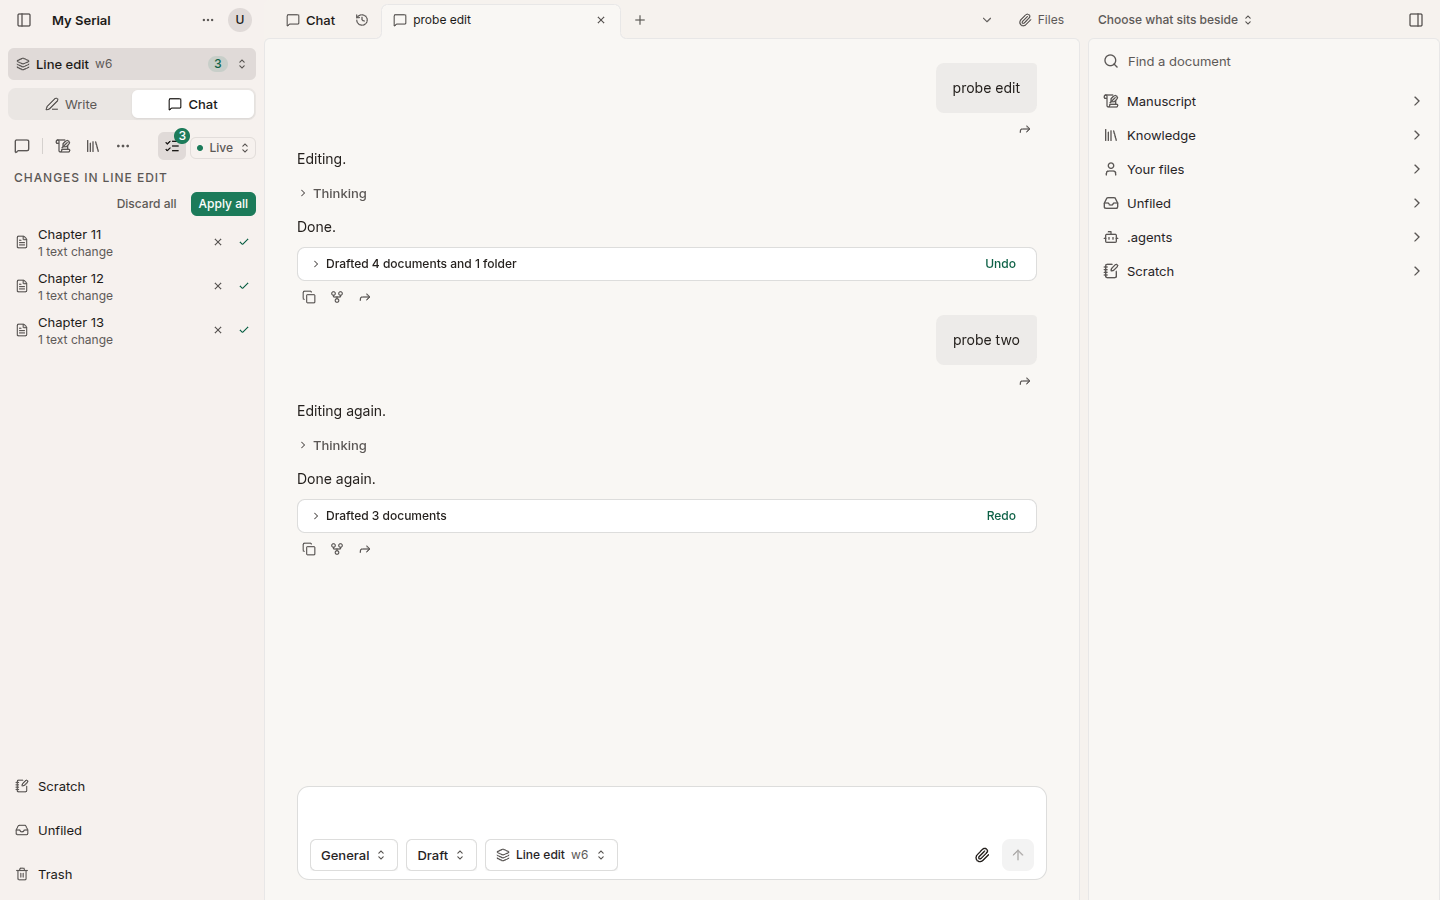 My Serial
U
Line edit w6
3
Write
Chat
3
Live
CHANGES IN LINE EDIT
Discard all
Apply all
Chapter 11
1 text change
Chapter 12
1 text change
Chapter 13
1 text change
Scratch
Unfiled
Trash
Chat
probe edit
Files
probe edit
Editing.
Thinking
Done.
Drafted 4 documents and 1 folder
Undo
probe two
Editing again.
Thinking
Done again.
Drafted 3 documents
Redo
General
Draft
Line edit w6
Choose what sits beside
Find a document
Manuscript
Knowledge
Your files
Unfiled
.agents
Scratch